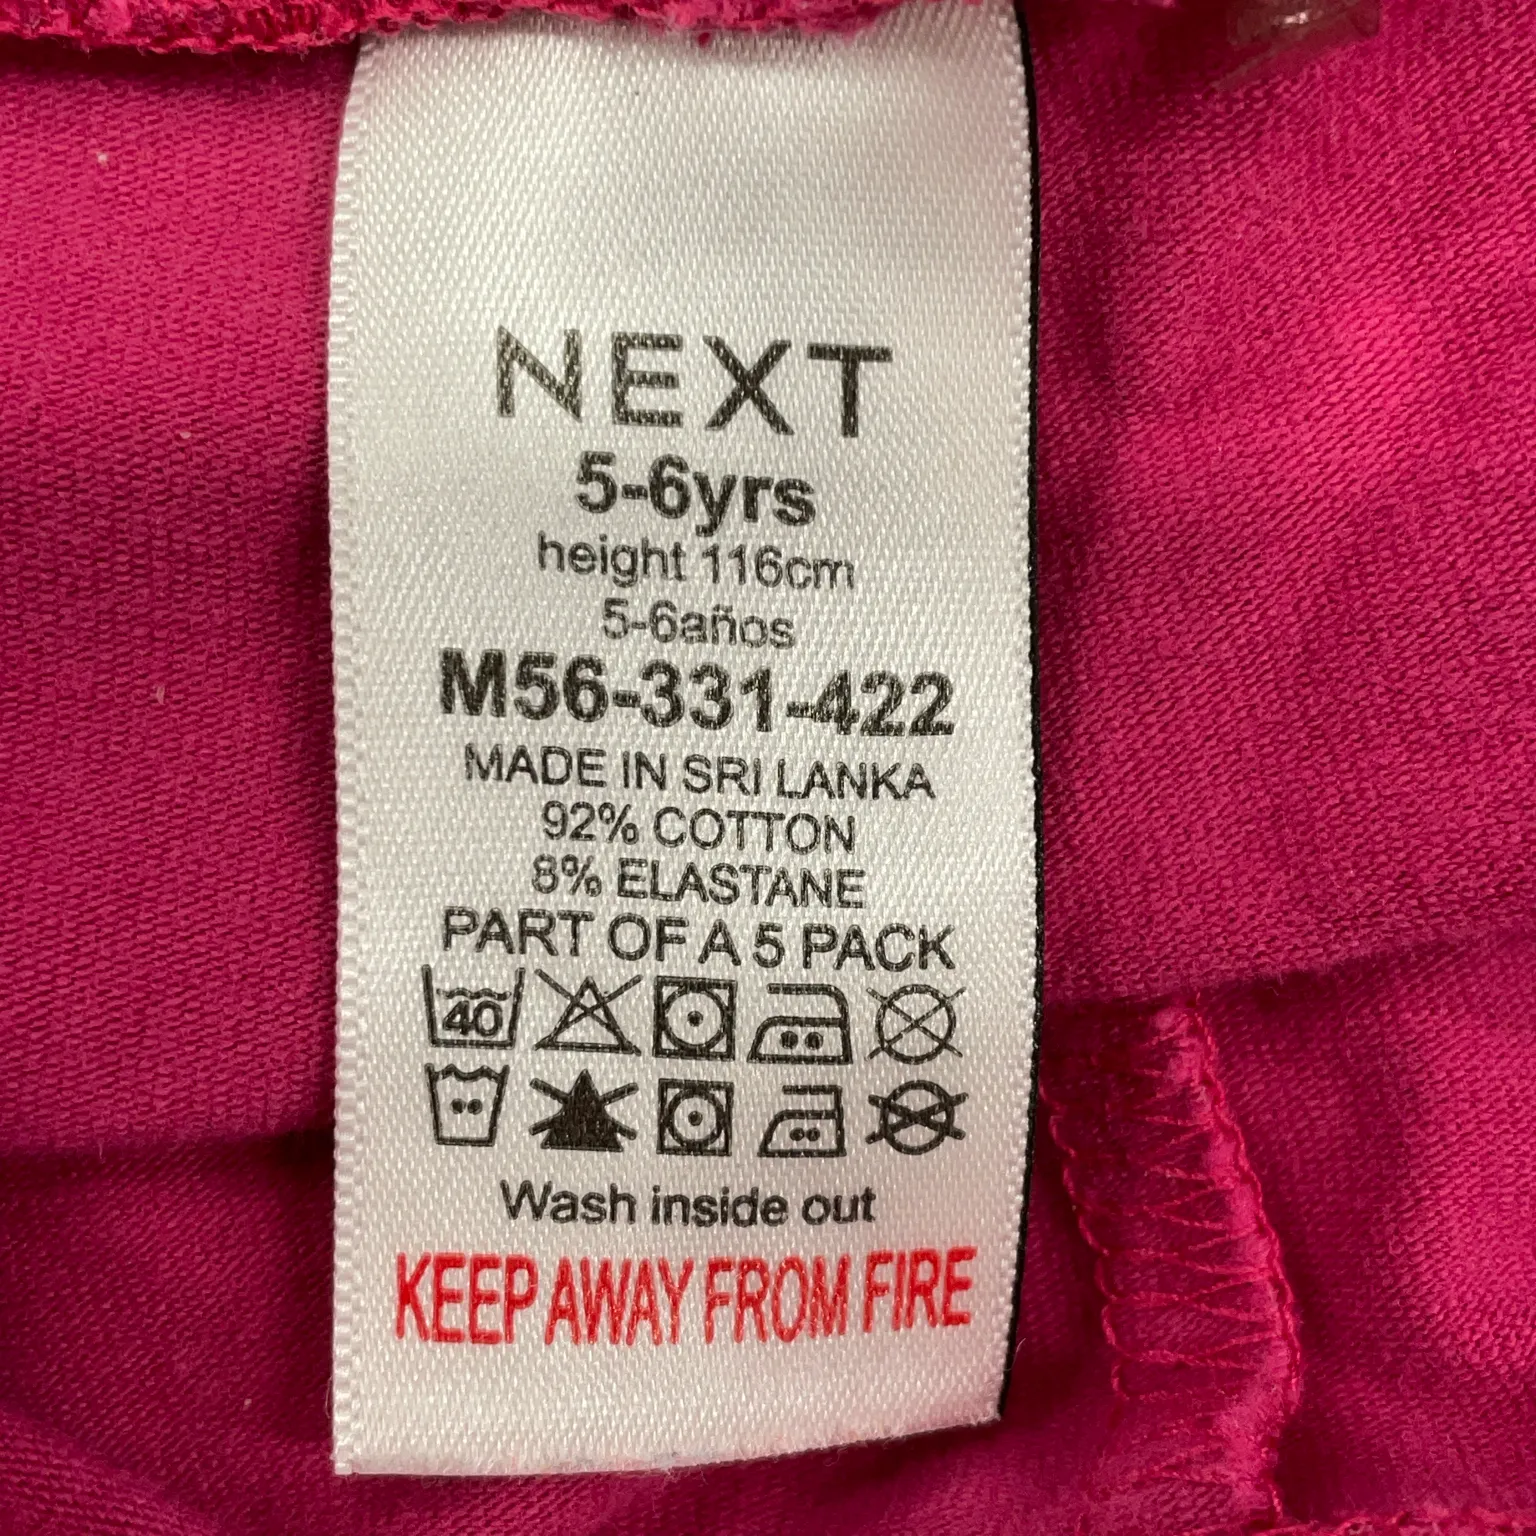 NEXT
5-6yrs
height 116cm
5-6años
M56-331-422
MADE IN SRI LANKA
92% COTTON
8% ELASTANE
PART OF A 5 PACK
40
Wash inside out
KEEP AWAY FROM FIRE